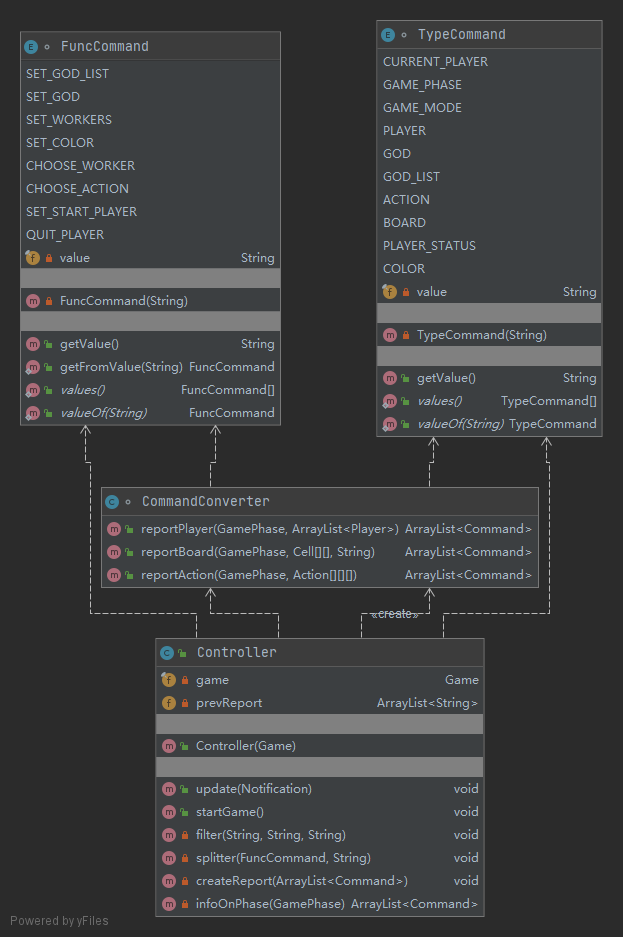 FuncCommand
SET_GOD_LIST
SET_GOD
SET_WORKERS
SET_COLOR
CHOOSE_WORKER
CHOOSE_ACTION
SET_START_PLAYER
QUIT_PLAYER
value String
FuncCommand(String)
getValue() String
getFromValue(String) FuncCommand
values() FuncCommand[]
valueOf(String) FuncCommand
TypeCommand
CURRENT_PLAYER
GAME_PHASE
GAME_MODE
PLAYER
GOD
GOD_LIST
ACTION
BOARD
PLAYER_STATUS
COLOR
value String
TypeCommand(String)
getValue() String
values() TypeCommand[]
valueOf(String) TypeCommand
CommandConverter
reportPlayer(GamePhase, ArrayList<Player>) ArrayList<Command>
reportBoard(GamePhase, Cell[][], String) ArrayList<Command>
reportAction(GamePhase, Action[][][]) ArrayList<Command>
«create»
Controller
game Game
prevReport ArrayList<String>
Controller(Game)
update(Notification) void
startGame() void
filter(String, String, String) void
splitter(FuncCommand, String) void
createReport(ArrayList<Command>) void
infoOnPhase(GamePhase) ArrayList<Command>
Powered by yFiles